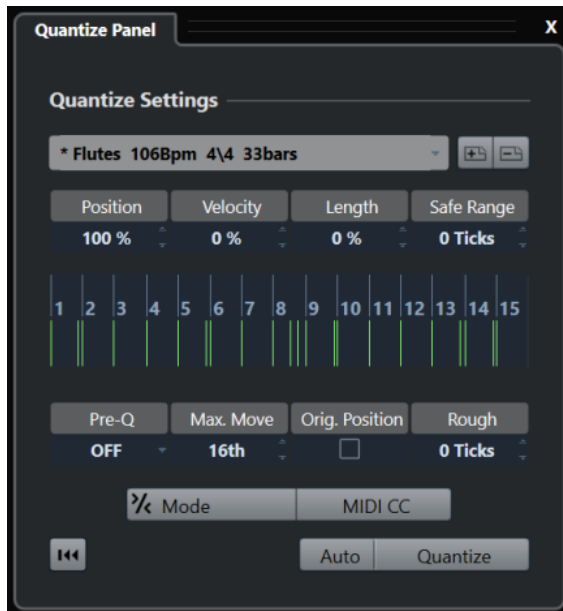 Quantize Panel X
Quantize Settings
* Flutes 106Bpm 4\4 33bars
Position Velocity Length Safe Range
100 % 0 % 0 % 0 Ticks
1 2 3 4 5 6 7 8 9 10 11 12 13 14 15
Pre-Q Max. Move Orig. Position Rough
OFF 16th 0 Ticks
Mode MIDI CC
Auto Quantize